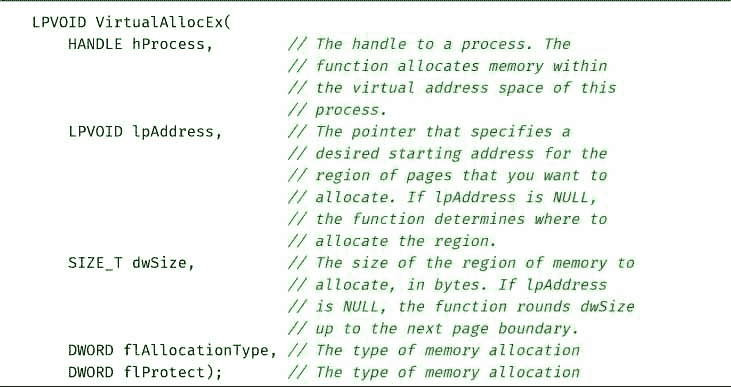 LPVOID VirtualAllocEx(
HANDLE hProcess, // The handle to a process. The
// function allocates memory within
// the virtual address space of this
// process.
LPVOID lpAddress, // The pointer that specifies a
// desired starting address for the
// region of pages that you want to
// allocate. If lpAddress is NULL,
// the function determines where to
// allocate the region.
SIZE_T dwSize, // The size of the region of memory to
// allocate, in bytes. If lpAddress
// is NULL, the function rounds dwSize
// up to the next page boundary.
DWORD flAllocationType, // The type of memory allocation
DWORD flProtect); // The type of memory allocation